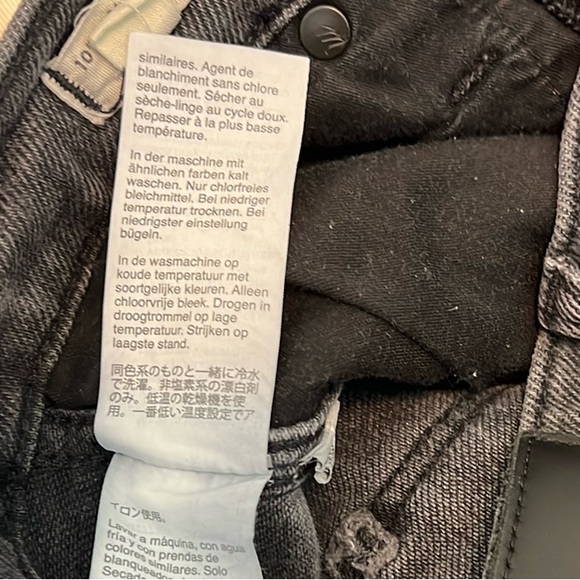 10
similaires. Agent de
blanchiment sans chlore
seulement. Sécher au
sèche-linge au cycle doux.
Repasser à la plus basse
température.
In der maschine mit
ähnlichen farben kalt
waschen. Nur chlorfreies
bleichmittel. Bei niedriger
temperatur trocknen. Bei
niedrigster einstellung
bügeln.
In de wasmachine op
koude temperatuur met
soortgelijke kleuren. Alleen
chloorvrije bleek. Drogen in
droogtrommel op lage
temperatuur. Strijken op
laagste stand.
同色系のものと一緒に冷水
で洗濯。非塩素系の漂白剤
のみ。低温の乾燥機を使
用。一番低い温度設定でア
イロン使用。
Lavar a máquina, con agua
fría y con prendas de
colores similares. Solo
blanqueador
Secado